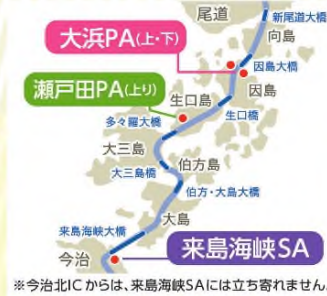 尾道
新尾道大橋
向島
大浜PA(上・下)
因島大橋
因島
瀬戸田PA(上り)
生口島
生口橋
多々羅大橋
大三島
伯方島
大三島橋
伯方・大島大橋
大島
来島海峡大橋
来島海峡SA
今治
※今治北ICからは、来島海峡SAには立ち寄れません。